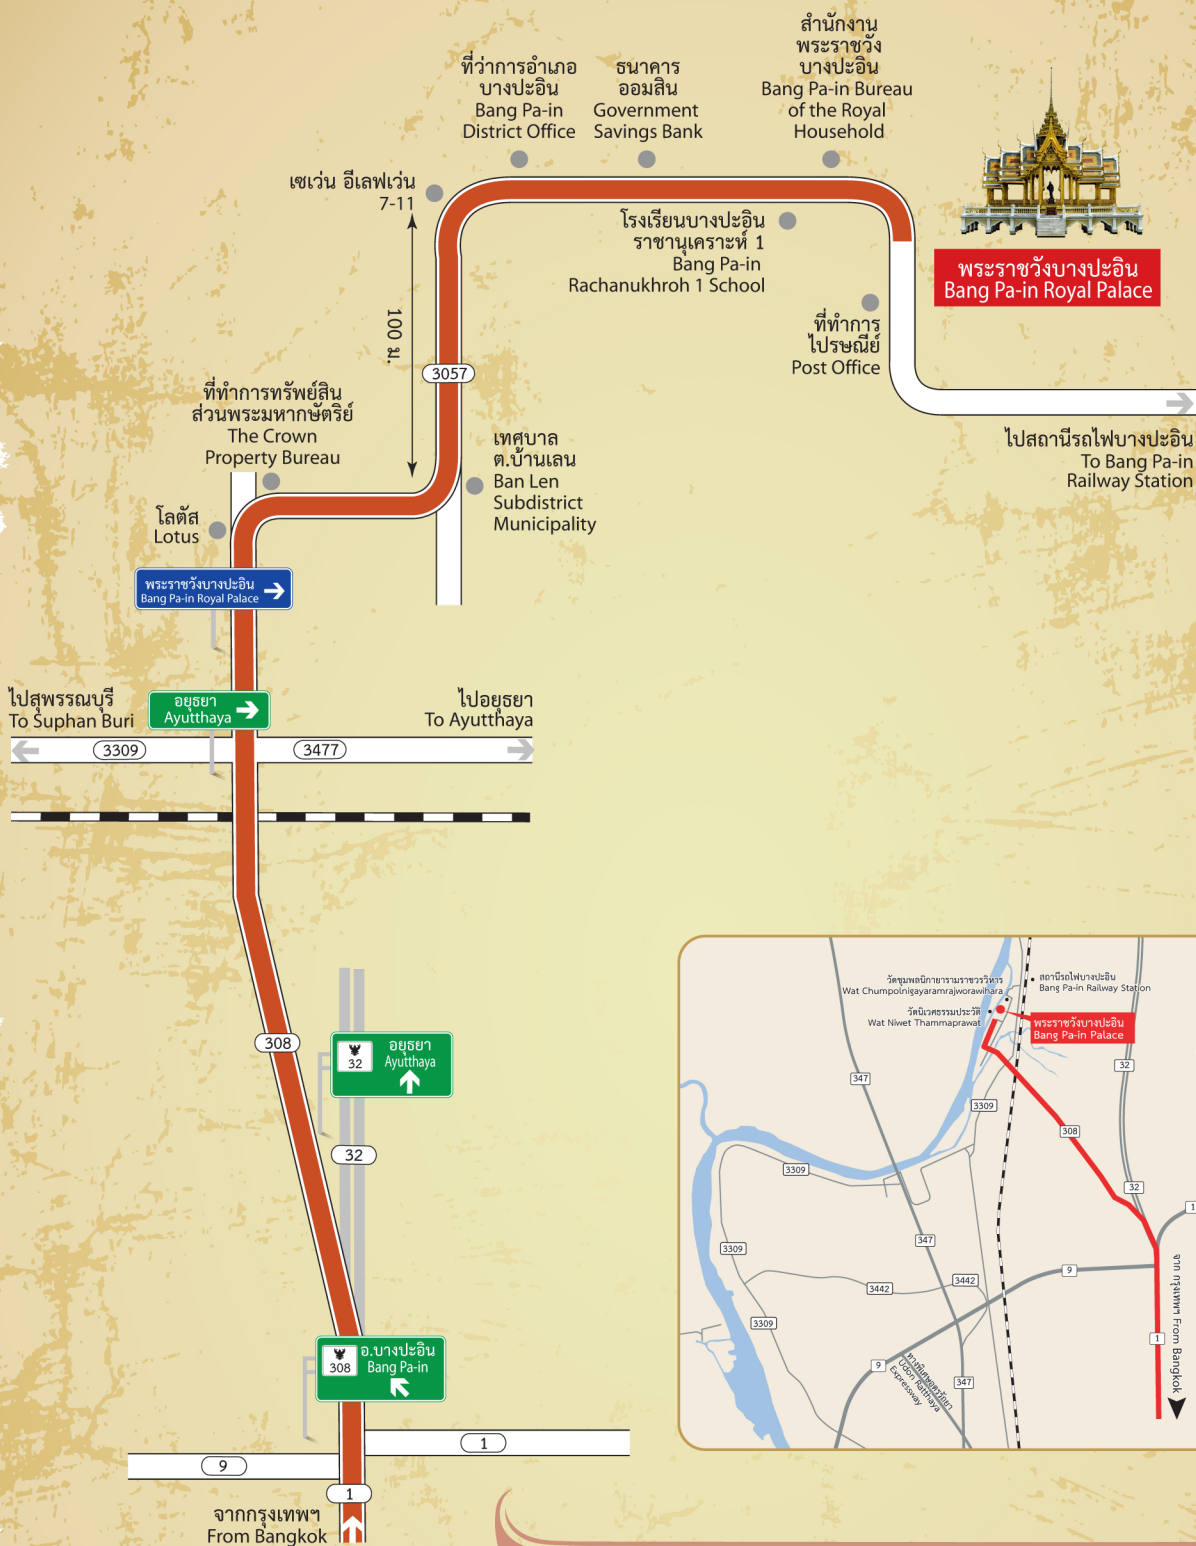 สำนักงาน
พระราชวัง
บางปะอิน
Bang Pa-in Bureau
of the Royal
Household
ที่ว่าการอำเภอ
บางปะอิน
Bang Pa-in
District Office
ธนาคาร
ออมสิน
Government
Savings Bank
เซเว่น อีเลฟเว่น
7-11
โรงเรียนบางปะอิน
ราชานุเคราะห์ 1
Bang Pa-in
Rachanukhroh 1 School
พระราชวังบางปะอิน
Bang Pa-in Royal Palace
ที่ทำการ
ไปรษณีย์
Post Office
100 ม.
3057
ที่ทำการทรัพย์สิน
ส่วนพระมหากษัตริย์
The Crown
Property Bureau
เทศบาล
ต.บ้านเลน
Ban Len
Subdistrict
Municipality
ไปสถานีรถไฟบางปะอิน
To Bang Pa-in
Railway Station
โลตัส
Lotus
พระราชวังบางปะอิน
Bang Pa-in Royal Palace
ไปสุพรรณบุรี
To Suphan Buri
อยุธยา
Ayutthaya
ไปอยุธยา
To Ayutthaya
3309
3477
308
32
อยุธยา
Ayutthaya
32
308
อ.บางปะอิน
Bang Pa-in
1
9
1
จากกรุงเทพฯ
From Bangkok
วัดชุมพลนิกายารามราชวรวิหาร
Wat Chumpolnigayaramrajworawihara
สถานีรถไฟบางปะอิน
Bang Pa-in Railway Station
วัดนิเวศธรรมประวัติ
Wat Niwet Thammaprawat
พระราชวังบางปะอิน
Bang Pa-in Palace
347
32
3309
308
3309
32
1
347
3309
9
3442
3442
3309
1
9
347
ทางพิเศษอุดรรัถยา
Udon Ratthaya
Expressway
จาก กรุงเทพฯ From Bangkok